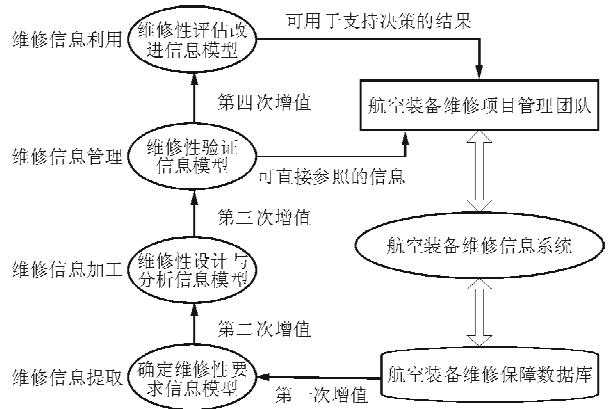 维修信息利用
维修性评估改
进信息模型
可用于支持决策的结果
第四次增值
航空装备维修项目管理团队
维修信息管理
维修性验证
信息模型
可直接参照的信息
第三次增值
维修信息加工
维修性设计与
分析信息模型
航空装备维修信息系统
第二次增值
维修信息提取
确定维修性要
求信息模型
第一次增值
航空装备维修保障数据库